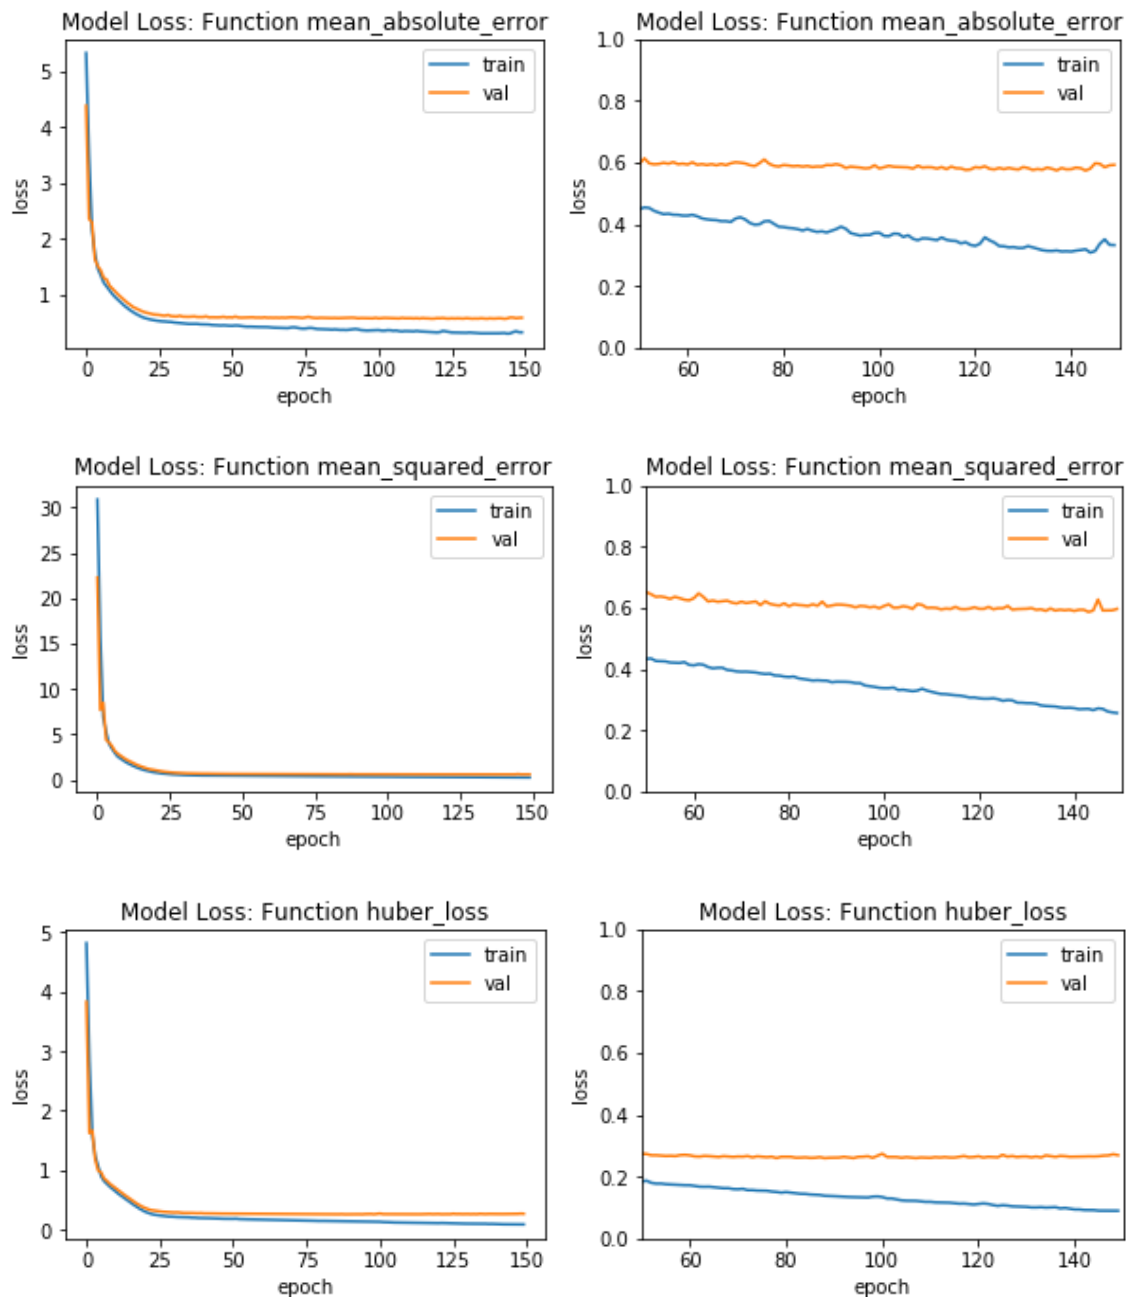 Model Loss: Function mean_absolute_error
train
val
5
4
3
2
1
loss
0 25 50 75 100 125 150
epoch
Model Loss: Function mean_absolute_error
train
val
1.0
0.8
0.6
0.4
0.2
0.0
loss
60 80 100 120 140
epoch
Model Loss: Function mean_squared_error
train
val
30
25
20
15
10
5
0
loss
0 25 50 75 100 125 150
epoch
Model Loss: Function mean_squared_error
train
val
1.0
0.8
0.6
0.4
0.2
0.0
loss
60 80 100 120 140
epoch
Model Loss: Function huber_loss
train
val
5
4
3
2
1
0
loss
0 25 50 75 100 125 150
epoch
Model Loss: Function huber_loss
train
val
1.0
0.8
0.6
0.4
0.2
0.0
loss
60 80 100 120 140
epoch